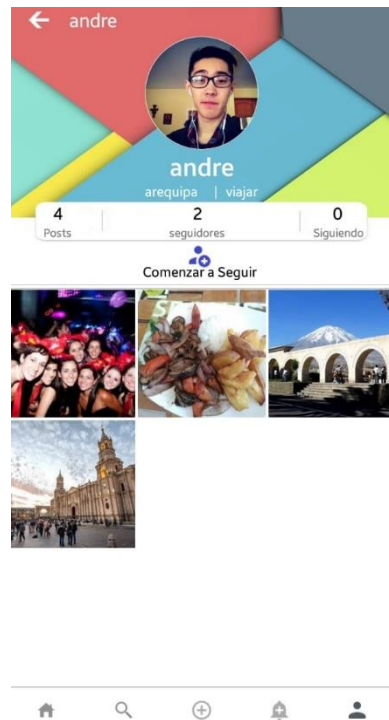 andre
andre
arequipa | viajar
4 2 0
Posts seguidores Siguiendo
Comenzar a Seguir